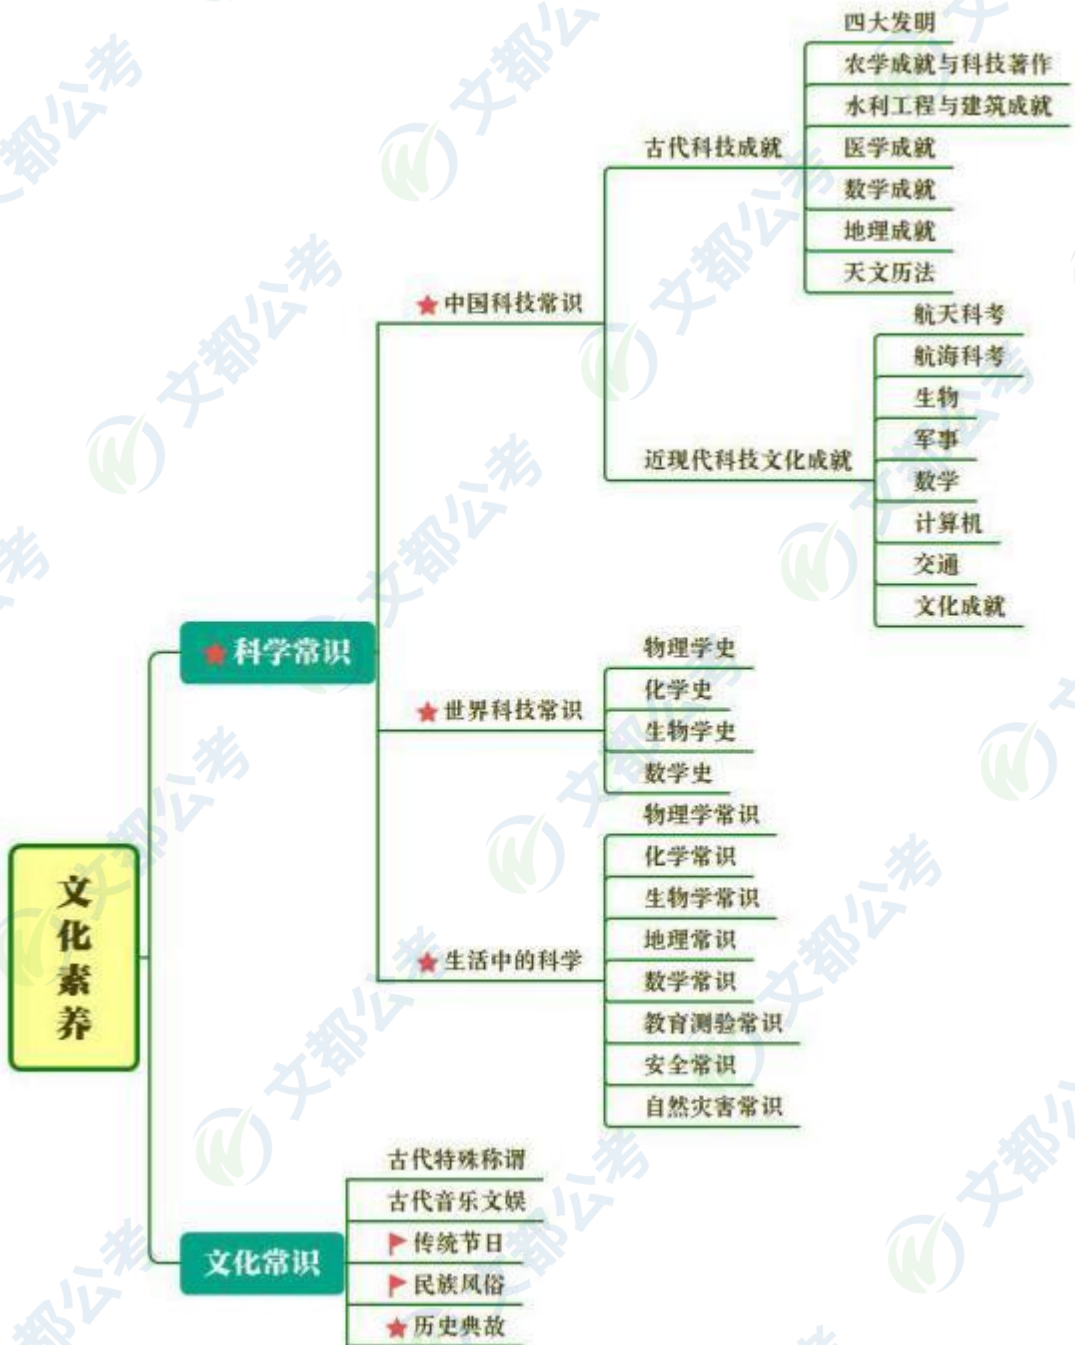 文化素养
★科学常识
★中国科技常识
古代科技成就
四大发明
农学成就与科技著作
水利工程与建筑成就
医学成就
数学成就
地理成就
天文历法
近现代科技文化成就
航天科考
航海科考
生物
军事
数学
计算机
交通
文化成就
★世界科技常识
物理学史
化学史
生物学史
数学史
★生活中的科学
物理学常识
化学常识
生物学常识
地理常识
数学常识
教育测验常识
安全常识
自然灾害常识
文化常识
古代特殊称谓
古代音乐文娱
传统节日
民族风俗
★历史典故
文都公考